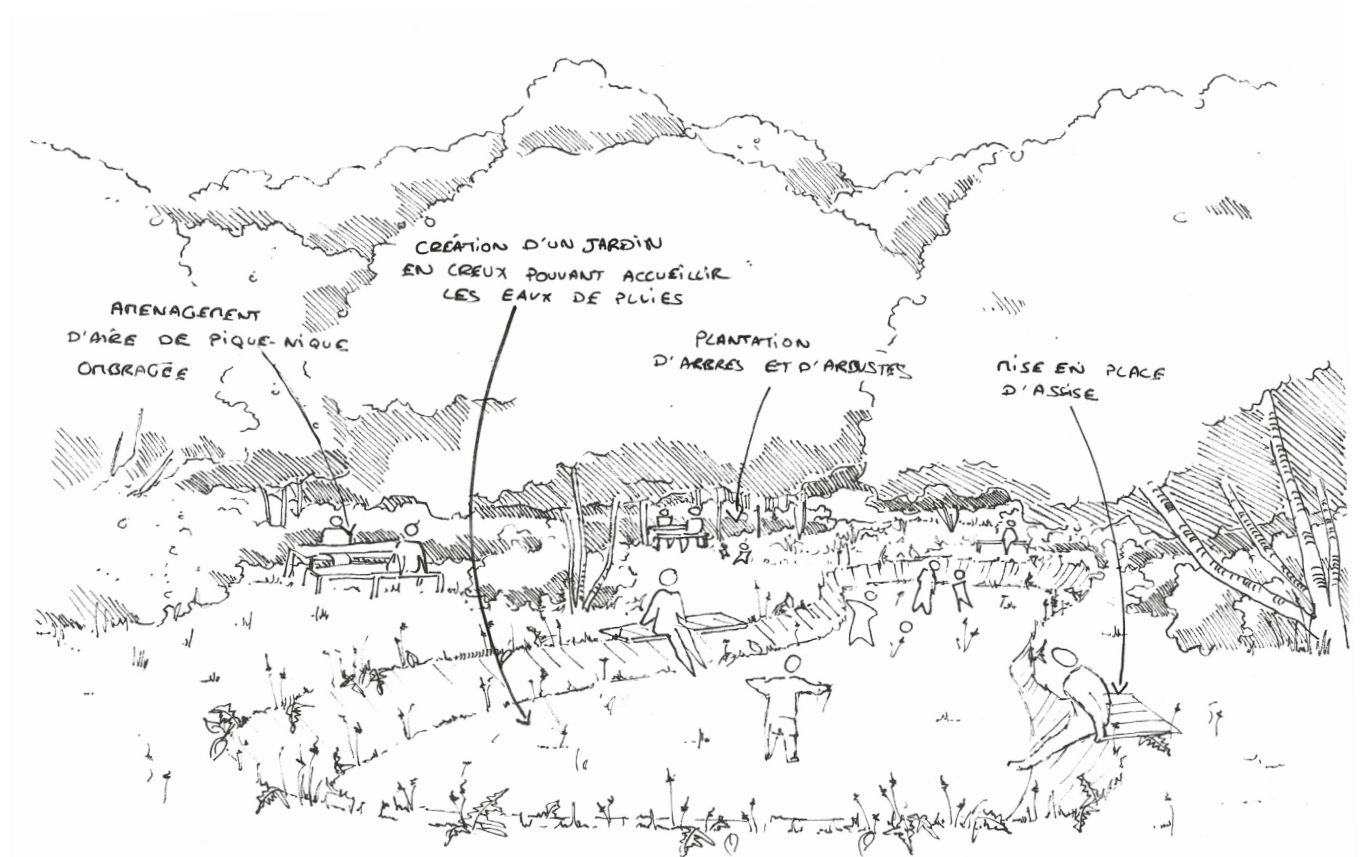 CRÉATION D'UN JARDIN
EN CREUX POUVANT ACCUEILLIR
LES EAUX DE PLUIES
AMENAGEMENT
D'AIRE DE PIQUE-NIQUE
OMBRAGÉE
PLANTATION
D'ARBRES ET D'ARBUSTES
MISE EN PLACE
D'ASSISE